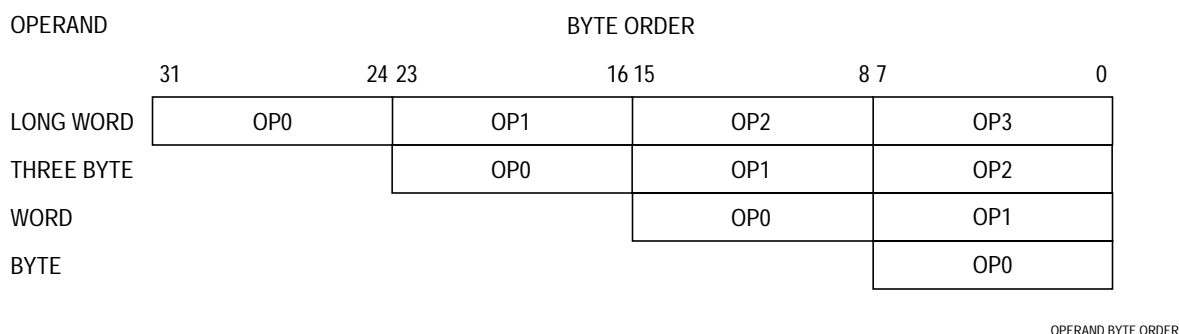 OPERAND BYTE ORDER
31 24 23 16 15 8 7 0
LONG WORD OP0 OP1 OP2 OP3
THREE BYTE OP0 OP1 OP2
WORD OP0 OP1
BYTE OP0
OPERAND BYTE ORDER